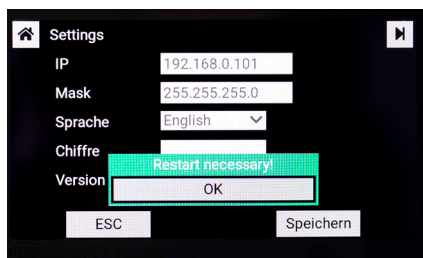 Settings
IP 192.168.0.101
Mask 255.255.255.0
Sprache English
Chiffre
Restart necessary!
Version
OK
ESC Speichern